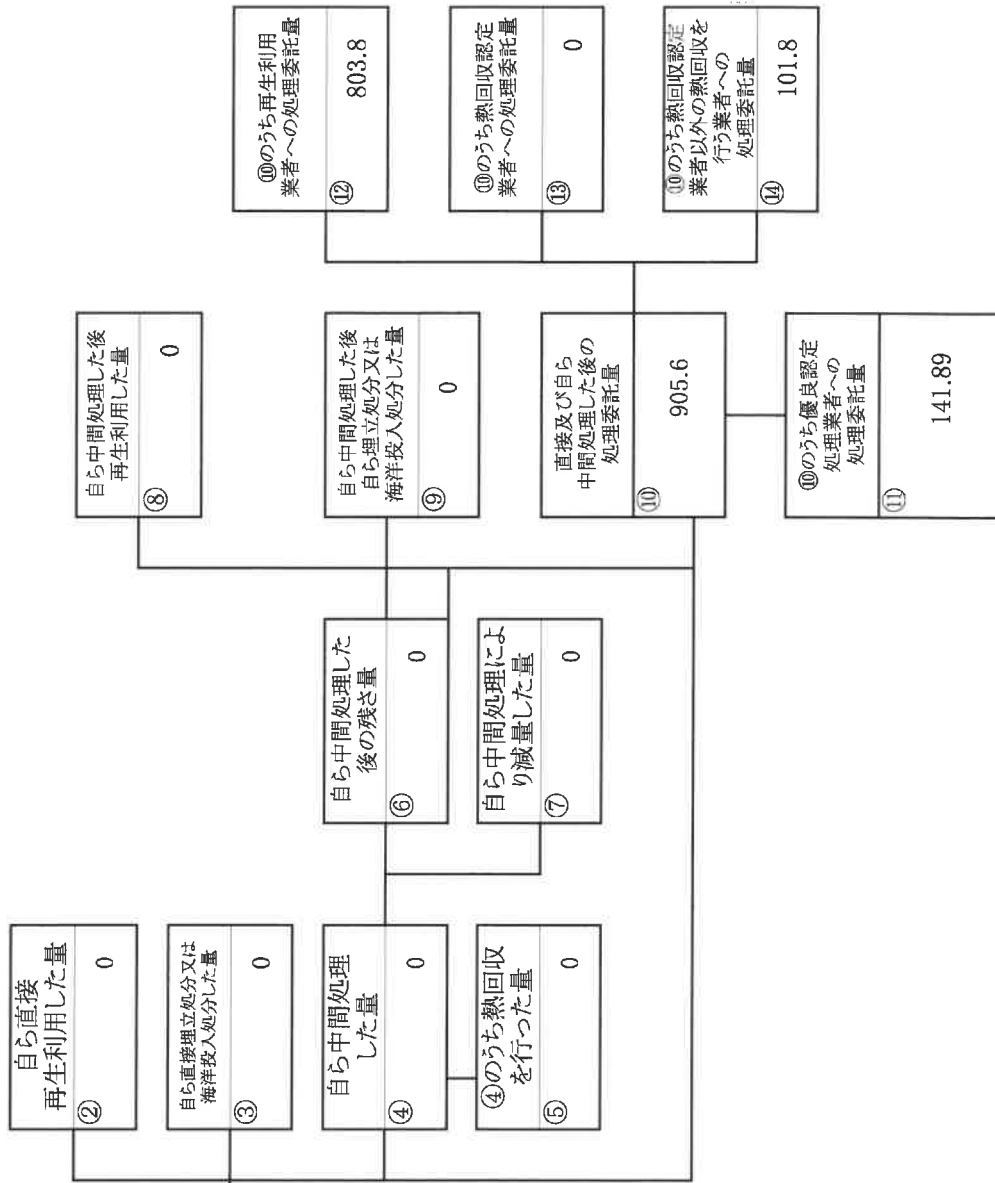 自ら直接
再生利用した量
②
0
自ら直接埋立処分又は
海洋投入処分した量
③
0
自ら中間処理
した量
④
0
④のうち熱回収
を行った量
⑤
0
自ら中間処理した
後の残さ量
⑥
0
自ら中間処理によ
り減量した量
⑦
0
自ら中間処理した後
再生利用した量
⑧
0
自ら中間処理した後
自ら埋立処分又は
海洋投入処分した量
⑨
0
直接及び自ら
中間処理した後の
処理委託量
⑩
905.6
⑩のうち優良認定
処理業者への
処理委託量
⑪
141.89
⑩のうち再生利用
業者への処理委託量
⑫
803.8
⑩のうち熱回収認定
業者への処理委託量
⑬
0
⑩のうち熱回収認定
業者以外の熱回収を
行う業者への
処理委託量
⑭
101.8